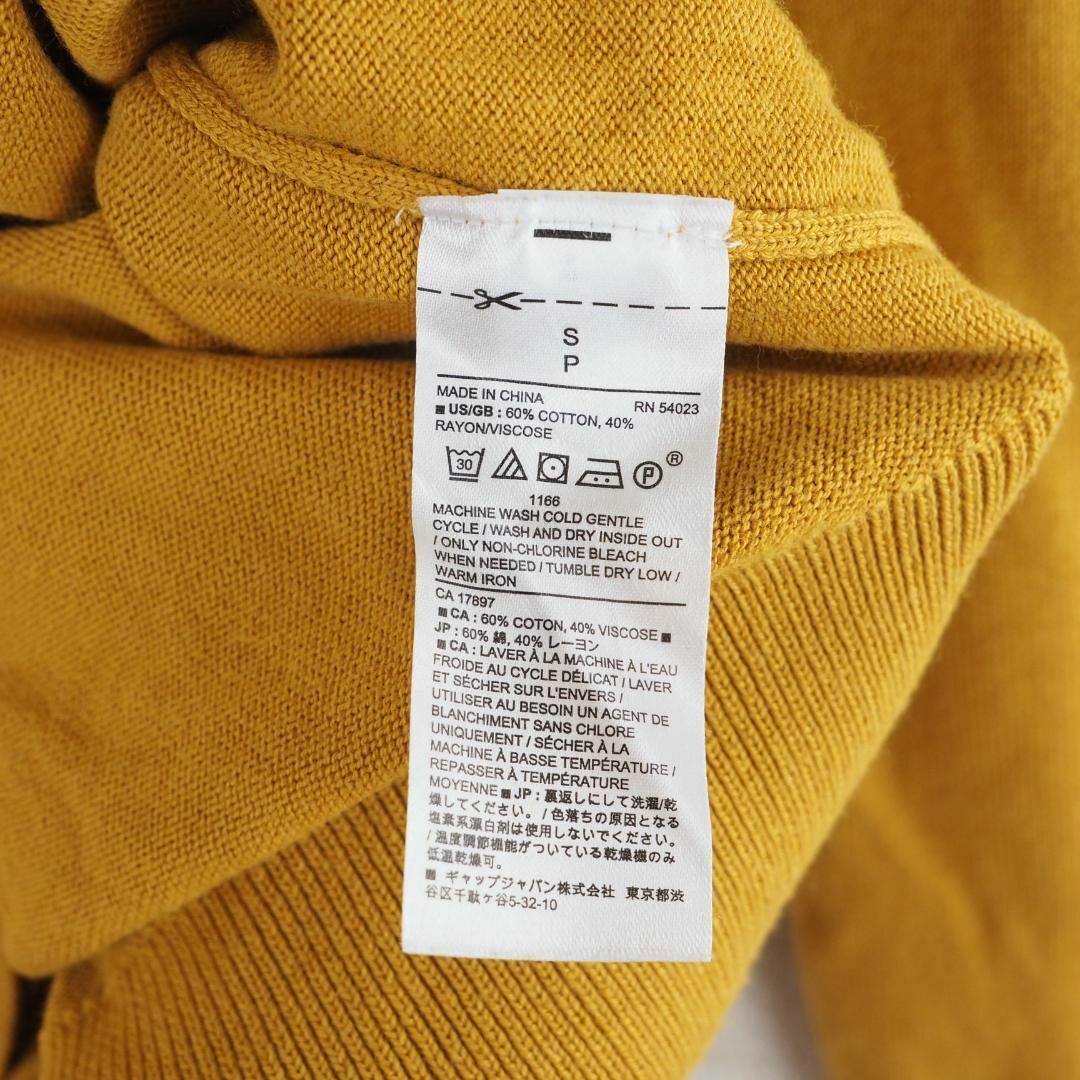 S
P
MADE IN CHINA RN 54023
■ US/GB : 60% COTTON, 40%
RAYON/VISCOSE
30 P ®
1166
MACHINE WASH COLD GENTLE
CYCLE / WASH AND DRY INSIDE OUT
/ ONLY NON-CHLORINE BLEACH
WHEN NEEDED / TUMBLE DRY LOW /
WARM IRON
CA 17897
■ CA : 60% COTON, 40% VISCOSE ■
JP : 60% 綿, 40% レーヨン
■ CA : LAVER À LA MACHINE À L'EAU
FROIDE AU CYCLE DÉLICAT / LAVER
ET SÉCHER SUR L'ENVERS /
UTILISER AU BESOIN UN AGENT DE
BLANCHIMENT SANS CHLORE
UNIQUEMENT / SÉCHER À LA
MACHINE À BASSE TEMPÉRATURE /
REPASSER À TEMPÉRATURE
MOYENNE ■ JP : 裏返しにして洗濯/乾
燥してください。 / 色落ちの原因となる
塩素系漂白剤は使用しないでください。
/ 温度調節機能がついている乾燥機のみ
低温乾燥可。
■ ギャップジャパン株式会社 東京都渋
谷区千駄ケ谷5-32-10